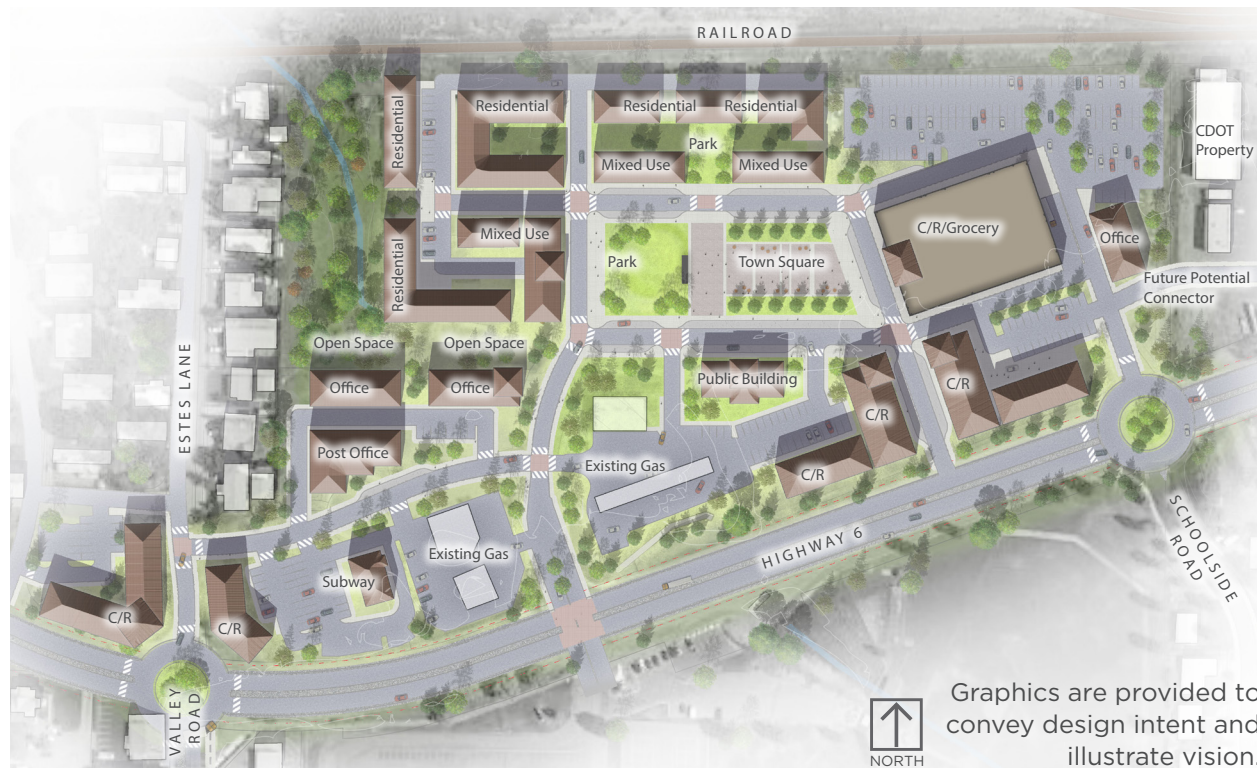 RAILROAD
Residential
Residential
Residential
Residential
CDOT
Property
Park
Mixed Use
Mixed Use
C/R/Grocery
Office
Mixed Use
Park
Town Square
Residential
Future Potential
Connector
Open Space
Open Space
Office
Office
Public Building
C/R
C/R
ESTES LANE
Post Office
Existing Gas
C/R
HIGHWAY 6
SCHOOLSIDE
ROAD
Existing Gas
Subway
C/R
C/R
VALLEY
ROAD
NORTH
Graphics are provided to
convey design intent and
illustrate vision.